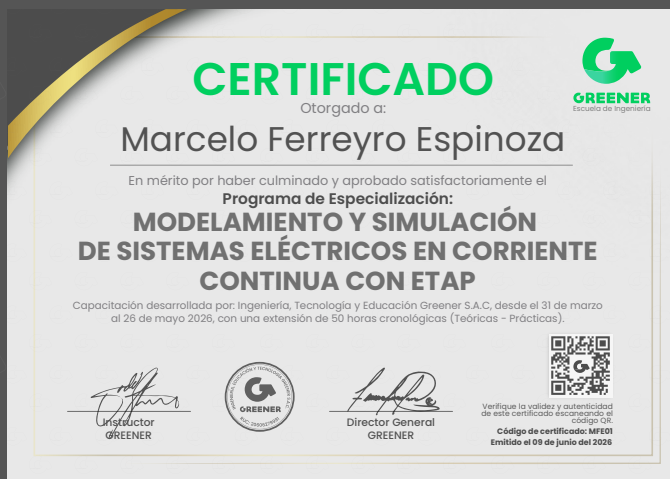 CERTIFICADO
Otorgado a:
GREENER
Escuela de Ingeniería
Marcelo Ferreyro Espinoza
En mérito por haber culminado y aprobado satisfactoriamente el
Programa de Especialización:
MODELAMIENTO Y SIMULACIÓN
DE SISTEMAS ELÉCTRICOS EN CORRIENTE
CONTINUA CON ETAP
Capacitación desarrollada por: Ingeniería, Tecnología y Educación Greener S.A.C, desde el 31 de marzo
al 26 de mayo 2026, con una extensión de 50 horas cronológicas (Teóricas - Prácticas).
Instructor
GREENER
GREENER
Director General
GREENER
Verifique la validez y autenticidad
de este certificado escaneando el
código QR.
Código de certificado: MFE01
Emitido el 09 de junio del 2026